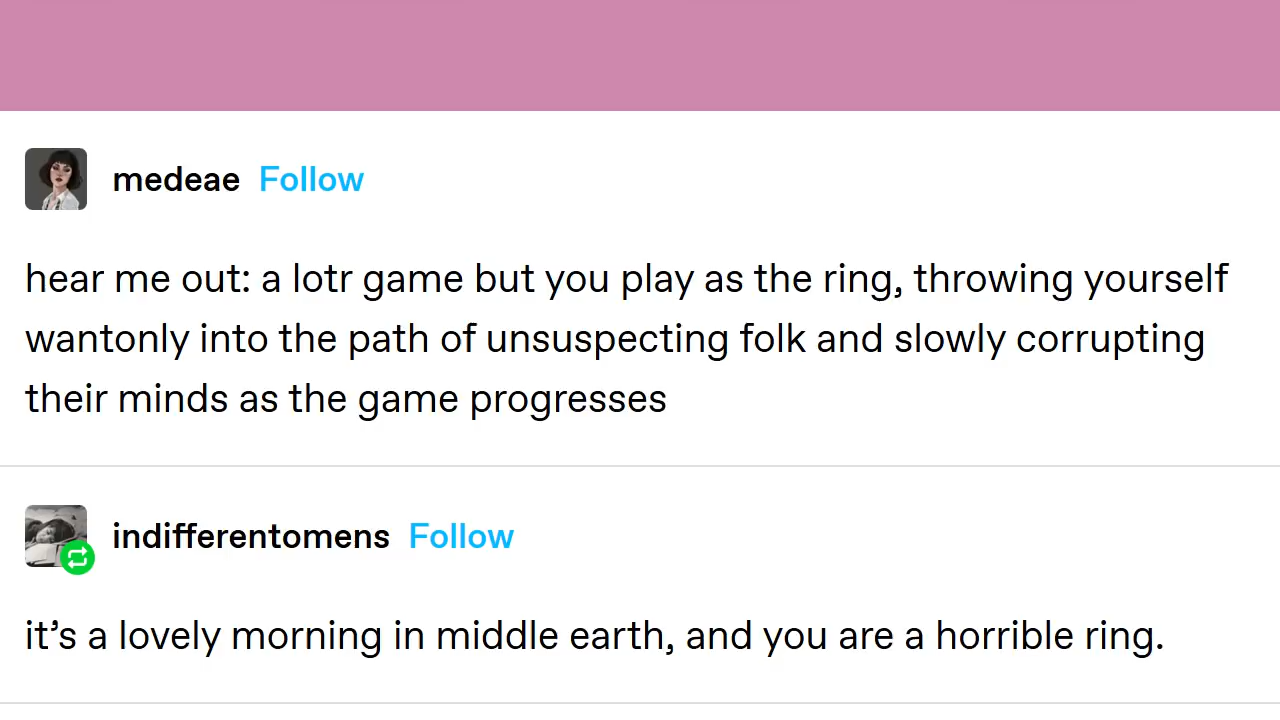 medeae Follow
hear me out: a lotr game but you play as the ring, throwing yourself
wantonly into the path of unsuspecting folk and slowly corrupting
their minds as the game progresses
indifferentomens Follow
it’s a lovely morning in middle earth, and you are a horrible ring.